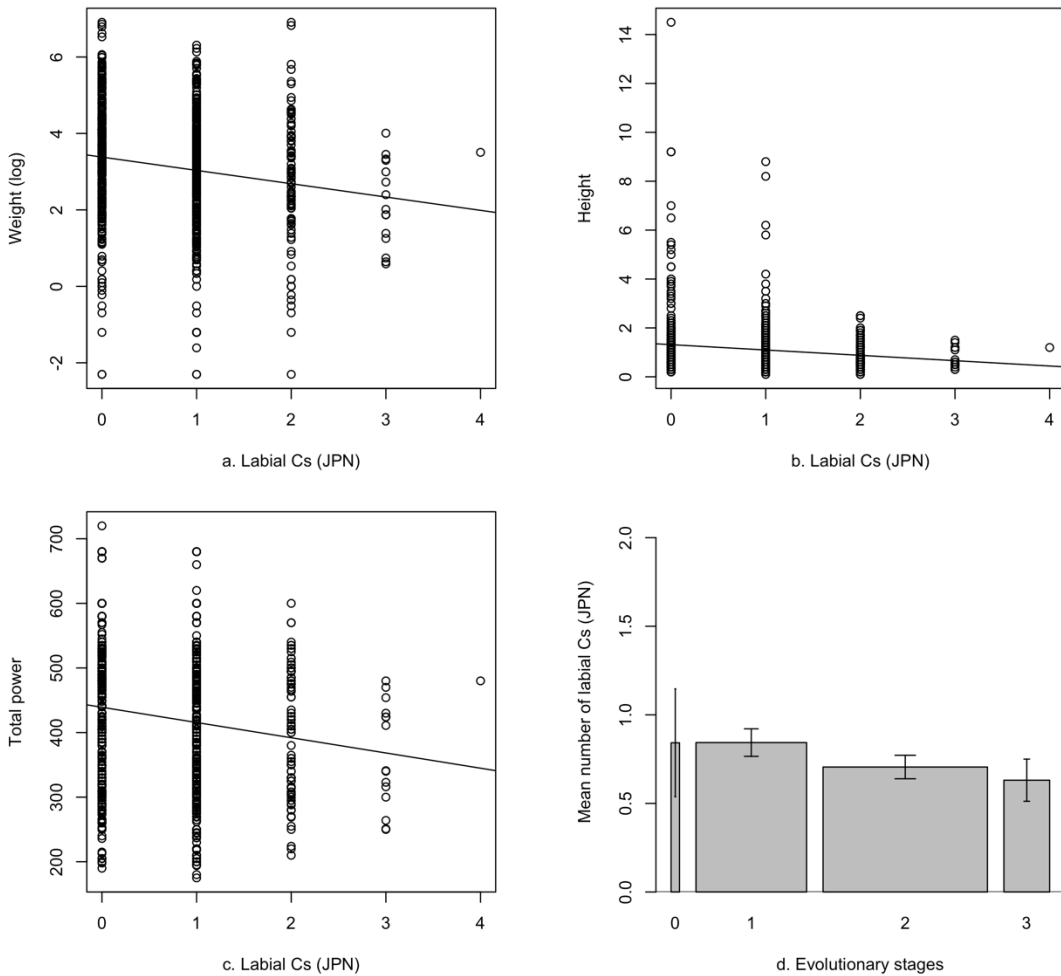 Weight (log)
6
4
2
0
-2
0 1 2 3 4
a. Labial Cs (JPN)
Height
14
12
10
8
6
4
2
0
0 1 2 3 4
b. Labial Cs (JPN)
Total power
700
600
500
400
300
200
0 1 2 3 4
c. Labial Cs (JPN)
Mean number of labial Cs (JPN)
2.0
1.5
1.0
0.5
0.0
0 1 2 3
d. Evolutionary stages